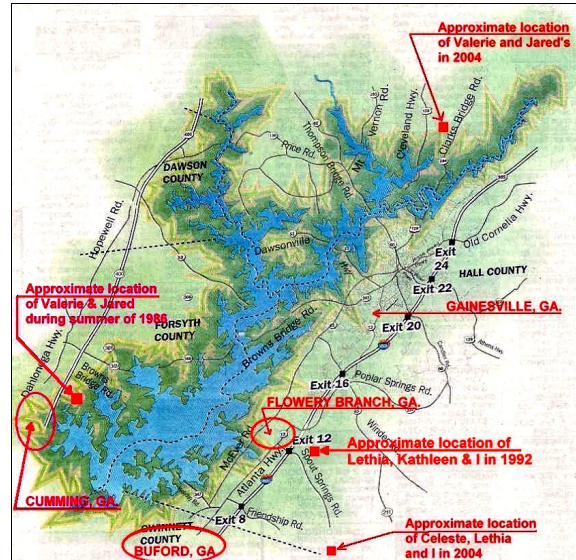 Approximate location
of Valerie and Jared's
in 2004
Vernon Rd.
Mt.
Cleveland Hwy.
Clarks Bridge Rd.
Thompson Bridge Rd.
Price Rd.
DAWSON
COUNTY
Hopewell Rd.
Dawsonville
Hwy.
Old Cornelia Hwy.
Exit
24
HALL COUNTY
Exit 22
Approximate location
of Valerie & Jared
during summer of 1986
GAINESVILLE, GA.
FORSYTH
COUNTY
Exit 20
Browns Bridge Rd.
Dahlonega Hwy.
Browns
Bridge Rd.
Exit 16
Poplar Springs Rd.
FLOWERY BRANCH, GA.
McEver Rd.
Exit 12
Atlanta Hwy.
Approximate location of
Lethia, Kathleen & I in 1992
Spout Springs Rd.
CUMMING, GA.
Exit 8
Friendship Rd.
GWINNETT
COUNTY
BUFORD, GA
Approximate location
of Celeste, Lethia
and I in 2004